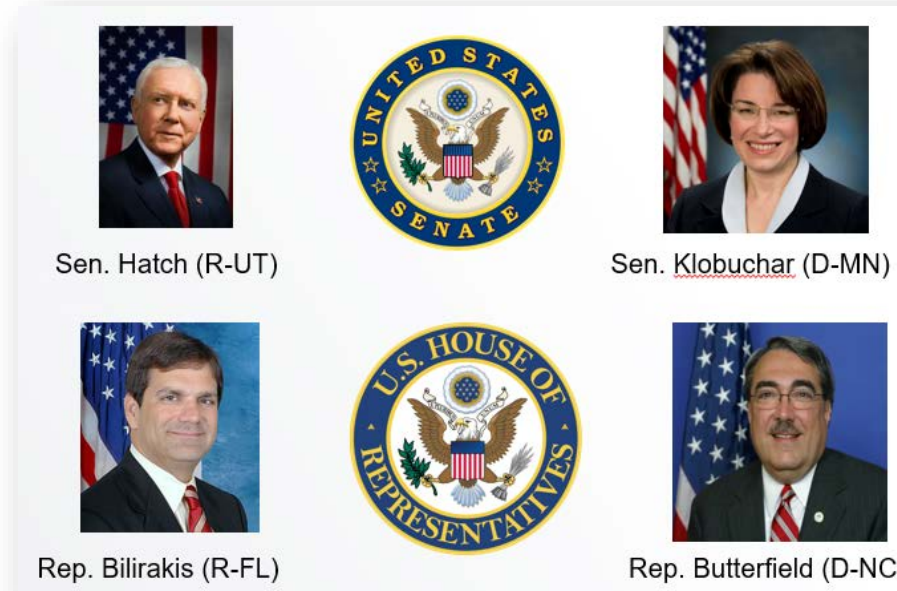 UNITED STATES
SENATE
Sen. Hatch (R-UT)
Sen. Klobuchar (D-MN)
U.S. HOUSE OF
REPRESENTATIVES
Rep. Bilirakis (R-FL)
Rep. Butterfield (D-NC